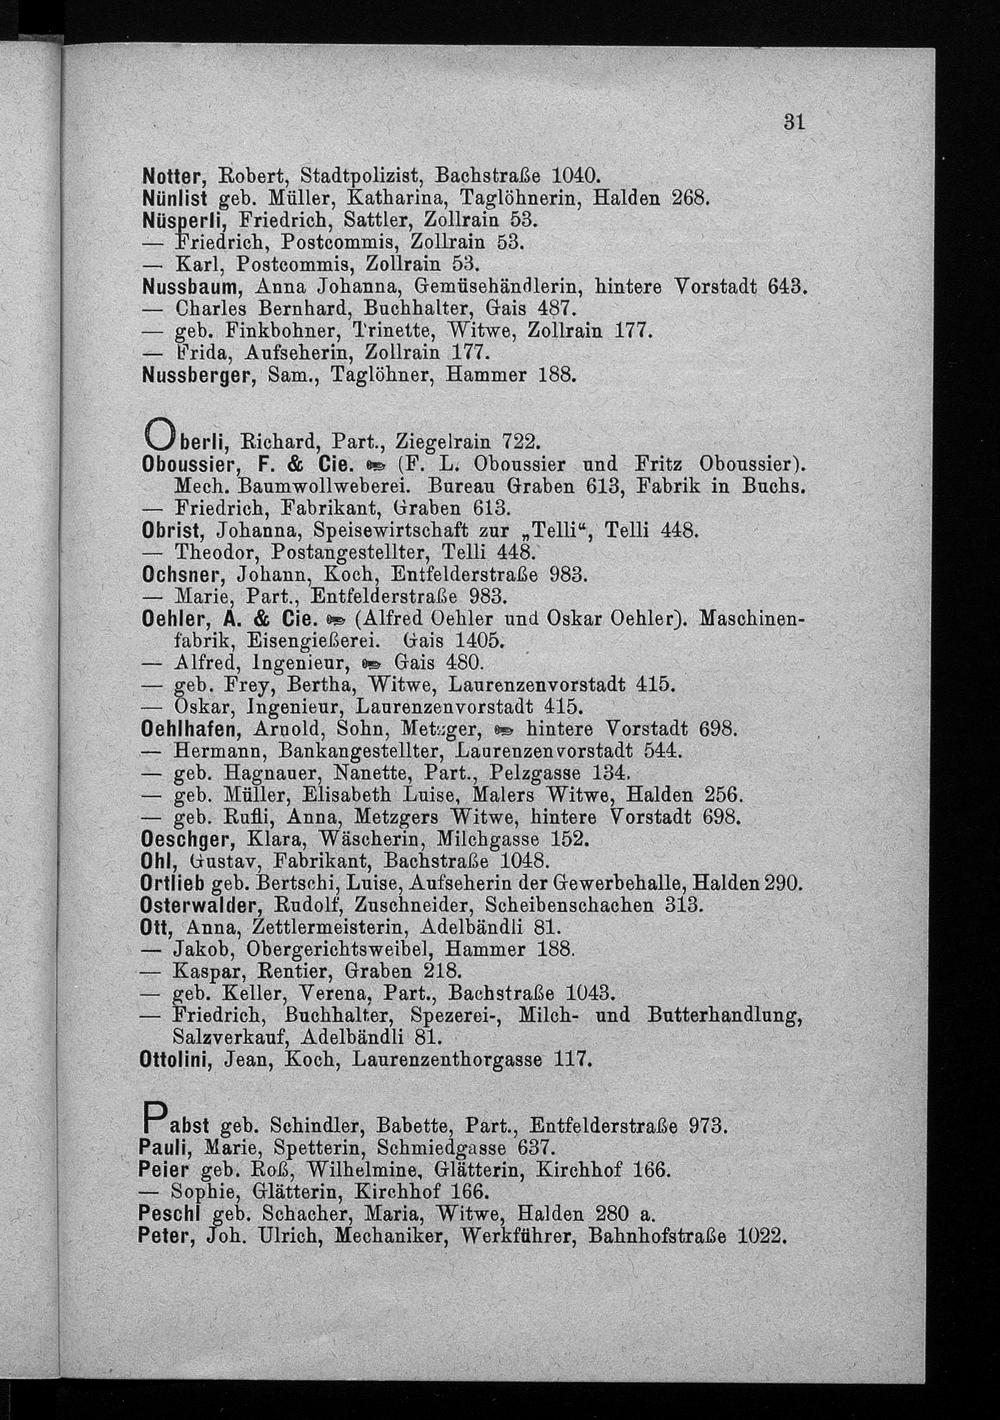 31
Notter, Robert, Stadtpolizist, Bachstraße 1040.
Nünlist geb. Müller, Katharina, Taglöhnerin, Halden 268.
Nüsperli, Friedrich, Sattler, Zollrain 53.
— Friedrich, Postcommis, Zollrain 53.
— Karl, Postcommis, Zollrain 53.
Nussbaum, Anna Johanna, Gemüsehändlerin, hintere Vorstadt 643.
— Charles Bernhard, Buchhalter, Gais 487.
— geb. Finkbohner, Trinette, Witwe, Zollrain 177.
— Frida, Aufseherin, Zollrain 177.
Nussberger, Sam., Taglöhner, Hammer 188.
Oberli, Richard, Part., Ziegelrain 722.
Oboussier, F. & Cie. (F. L. Oboussier und Fritz Oboussier).
Mech. Baumwollweberei. Bureau Graben 613, Fabrik in Buchs.
— Friedrich, Fabrikant, Graben 613.
Obrist, Johanna, Speisewirtschaft zur „Telli“, Telli 448.
— Theodor, Postangestellter, Telli 448.
Ochsner, Johann, Koch, Entfelderstraße 983.
— Marie, Part., Entfelderstraße 983.
Oehler, A. & Cie. (Alfred Oehler und Oskar Oehler). Maschinen-
fabrik, Eisengießerei. Gais 1405.
— Alfred, Ingenieur, Gais 480.
— geb. Frey, Bertha, Witwe, Laurenzenvorstadt 415.
— Oskar, Ingenieur, Laurenzenvorstadt 415.
Oehlhafen, Arnold, Sohn, Metzger, hintere Vorstadt 698.
— Hermann, Bankangestellter, Laurenzenvorstadt 544.
— geb. Hagnauer, Nanette, Part., Pelzgasse 134.
— geb. Müller, Elisabeth Luise, Malers Witwe, Halden 256.
— geb. Rufli, Anna, Metzgers Witwe, hintere Vorstadt 698.
Oeschger, Klara, Wäscherin, Milchgasse 152.
Ohl, Gustav, Fabrikant, Bachstraße 1048.
Ortlieb geb. Bertschi, Luise, Aufseherin der Gewerbehalle, Halden 290.
Osterwalder, Rudolf, Zuschneider, Scheibenschachen 313.
Ott, Anna, Zettlermeisterin, Adelbändli 81.
— Jakob, Obergerichtsweibel, Hammer 188.
— Kaspar, Rentier, Graben 218.
— geb. Keller, Verena, Part., Bachstraße 1043.
— Friedrich, Buchhalter, Spezerei-, Milch- und Butterhandlung,
Salzverkauf, Adelbändli 81.
Ottolini, Jean, Koch, Laurenzenthorgasse 117.
Pabst geb. Schindler, Babette, Part., Entfelderstraße 973.
Pauli, Marie, Spetterin, Schmiedgasse 637.
Peier geb. Roß, Wilhelmine, Glätterin, Kirchhof 166.
— Sophie, Glätterin, Kirchhof 166.
Peschl geb. Schacher, Maria, Witwe, Halden 280 a.
Peter, Joh. Ulrich, Mechaniker, Werkführer, Bahnhofstraße 1022.